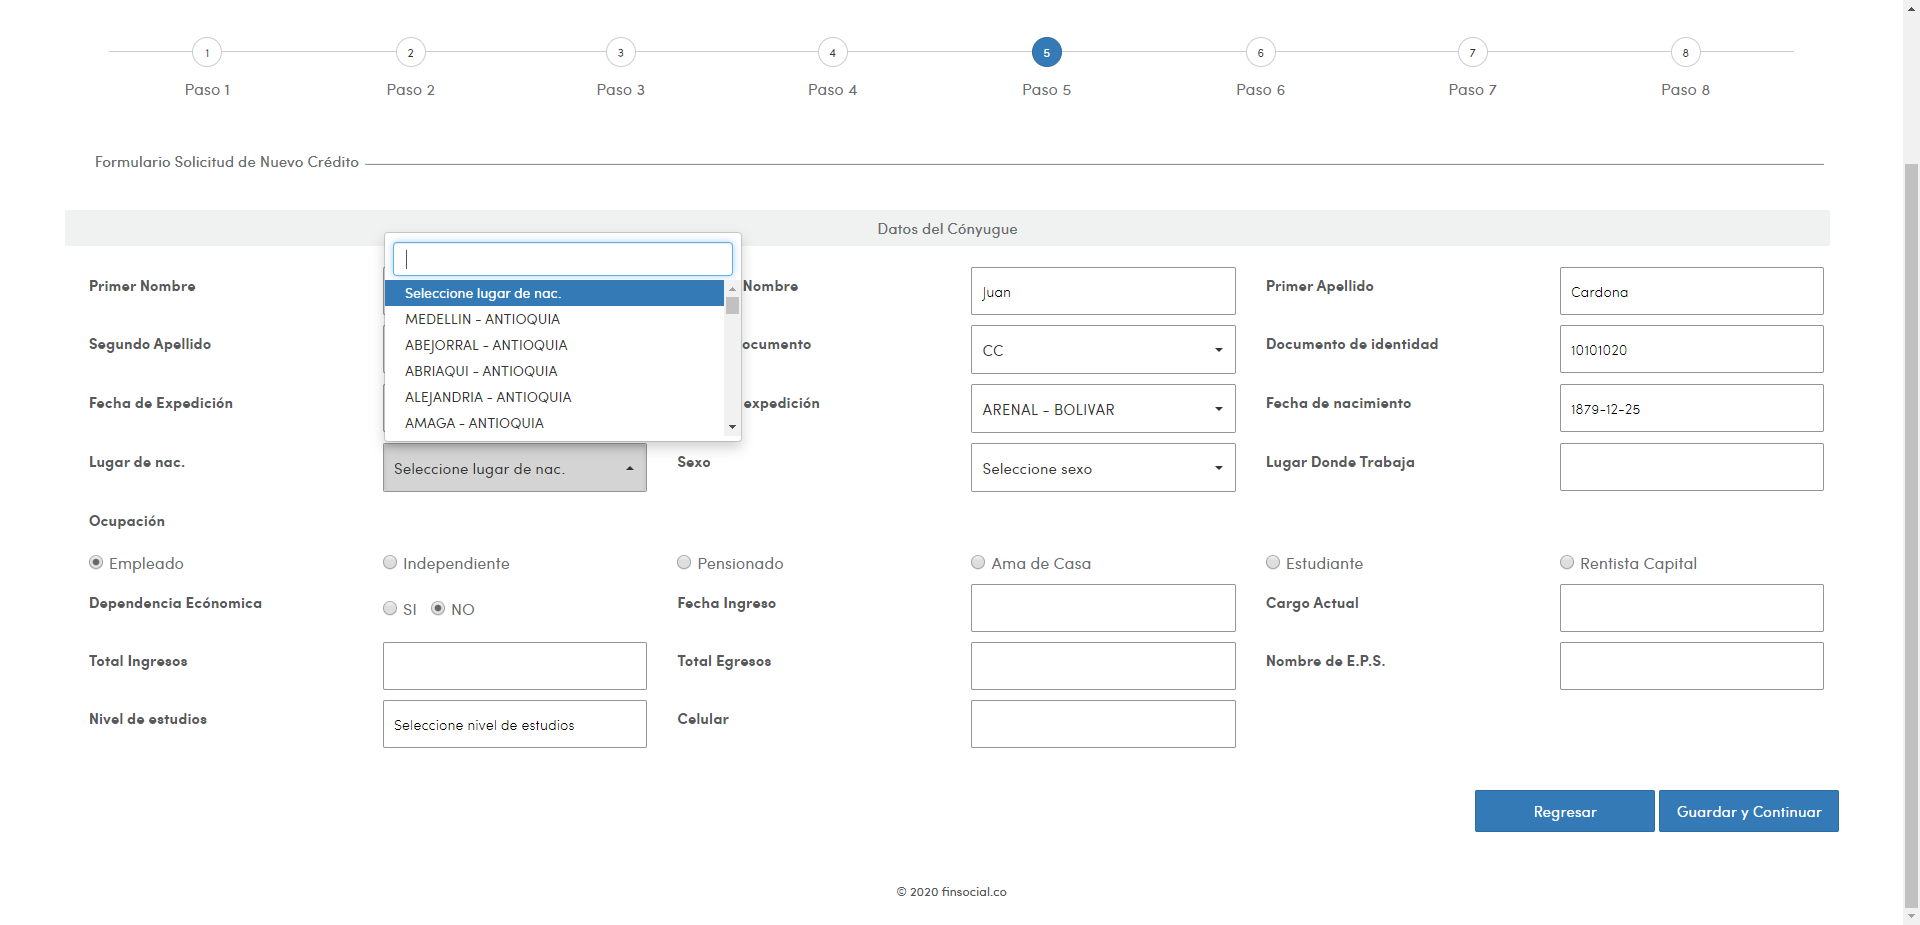 1 2 3 4 5 6 7 8
Paso 1 Paso 2 Paso 3 Paso 4 Paso 5 Paso 6 Paso 7 Paso 8
Formulario Solicitud de Nuevo Crédito
Datos del Cónyugue
Primer Nombre Nombre Juan Primer Apellido Cardona
Seleccione lugar de nac.
MEDELLIN - ANTIOQUIA
ABEJORRAL - ANTIOQUIA
ABRIAQUI - ANTIOQUIA
ALEJANDRIA - ANTIOQUIA
AMAGA - ANTIOQUIA
Segundo Apellido ocumento CC Documento de identidad 10101020
Fecha de Expedición expedición ARENAL - BOLIVAR Fecha de nacimiento 1879-12-25
Lugar de nac. Seleccione lugar de nac. Sexo Seleccione sexo Lugar Donde Trabaja
Ocupación
Empleado Independiente Pensionado Ama de Casa Estudiante Rentista Capital
Dependencia Ecónomica SI NO Fecha Ingreso Cargo Actual
Total Ingresos Total Egresos Nombre de E.P.S.
Nivel de estudios Seleccione nivel de estudios Celular
Regresar Guardar y Continuar
© 2020 finsocial.co